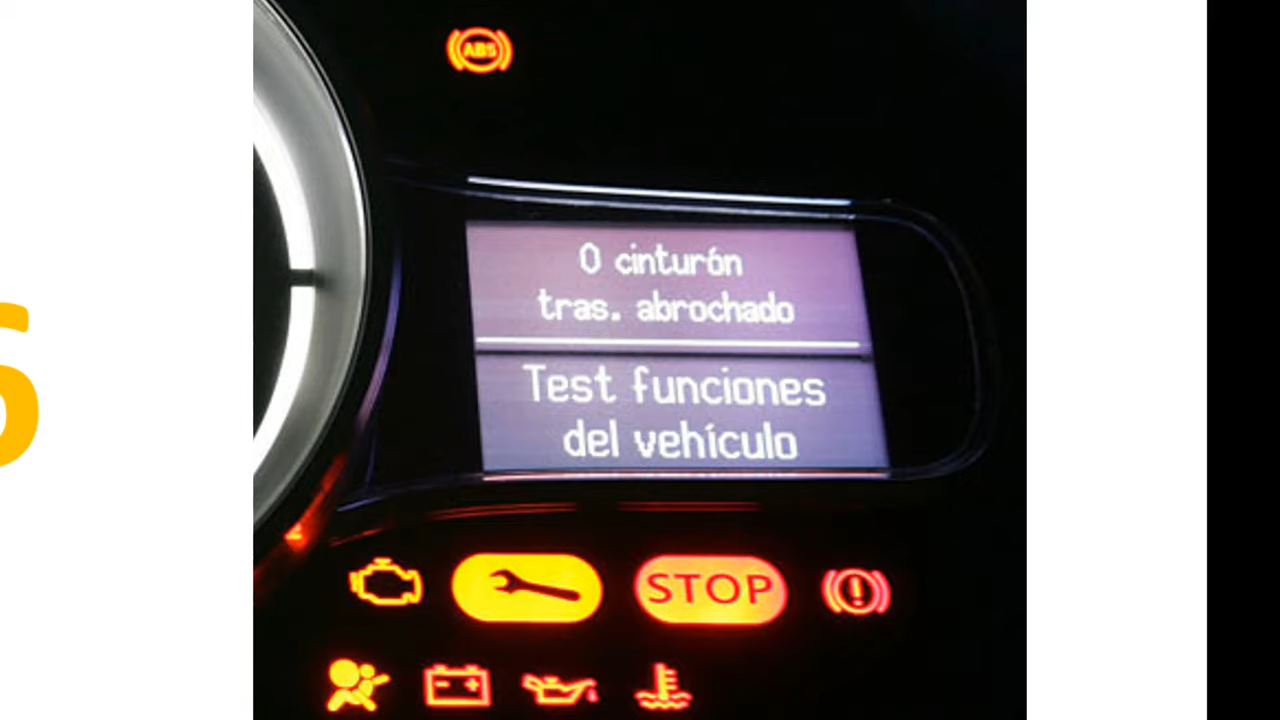 ABS
0 cinturón
tras. abrochado
Test funciones
del vehículo
STOP